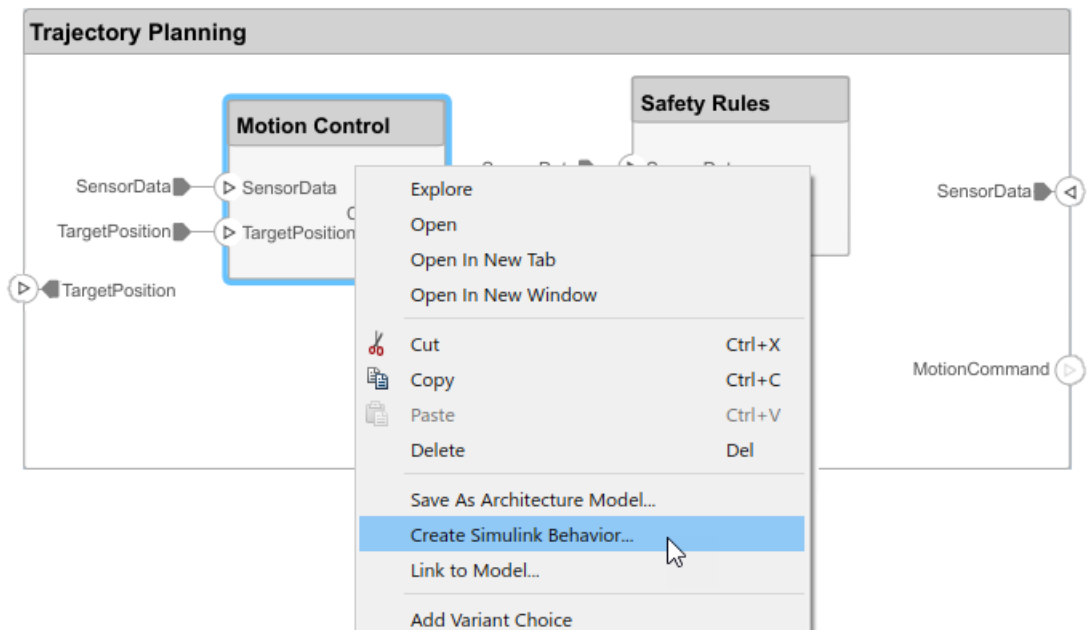 Trajectory Planning
Safety Rules
Motion Control
SensorData
SensorData
SensorData
TargetPosition
TargetPosition
TargetPosition
MotionCommand
Explore
Open
Open In New Tab
Open In New Window
Cut Ctrl+X
Copy Ctrl+C
Paste Ctrl+V
Delete Del
Save As Architecture Model...
Create Simulink Behavior...
Link to Model...
Add Variant Choice